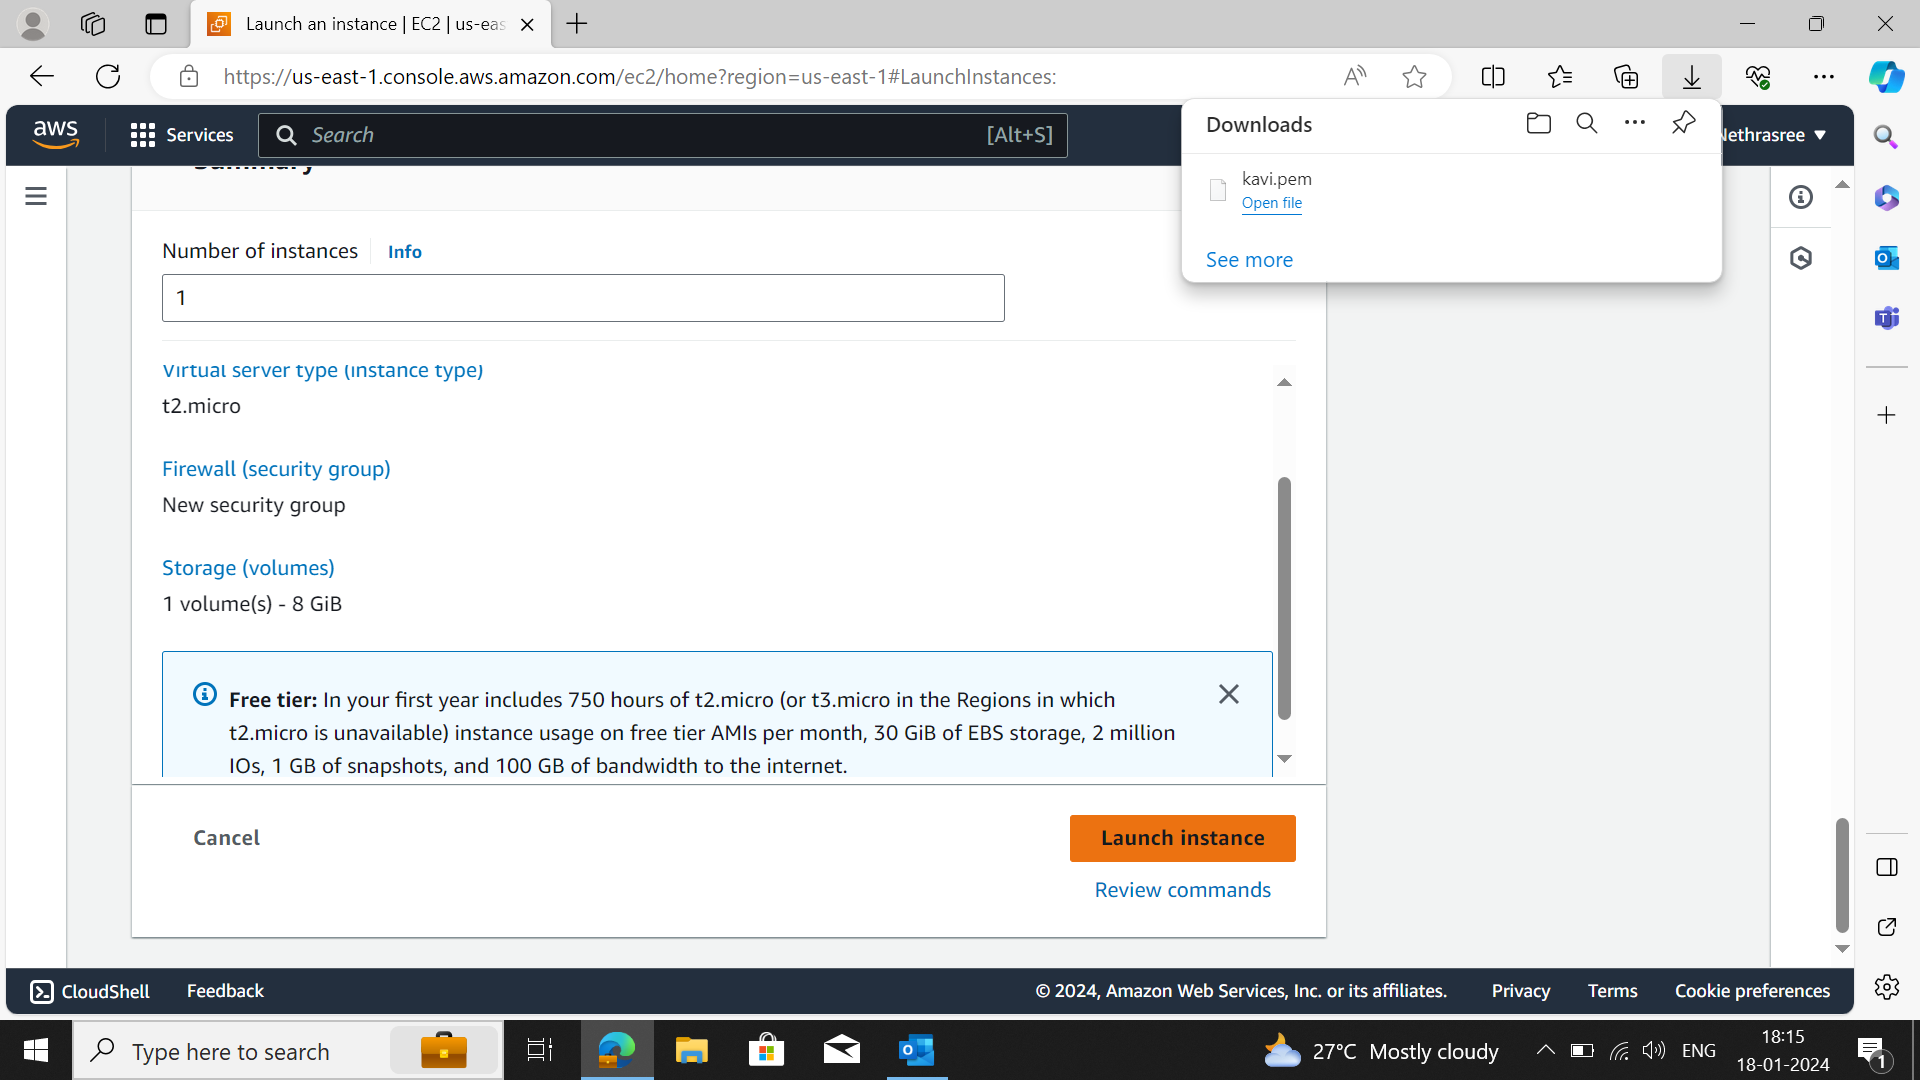 Launch an instance | EC2 | us-eas
https://us-east-1.console.aws.amazon.com/ec2/home?region=us-east-1#LaunchInstances:
aws
Services
Search
[Alt+S]
Nethrasree
Downloads
kavi.pem
Open file
See more
Summary
Number of instances
Info
1
Virtual server type (instance type)
t2.micro
Firewall (security group)
New security group
Storage (volumes)
1 volume(s) - 8 GiB
Free tier: In your first year includes 750 hours of t2.micro (or t3.micro in the Regions in which
t2.micro is unavailable) instance usage on free tier AMIs per month, 30 GiB of EBS storage, 2 million
IOs, 1 GB of snapshots, and 100 GB of bandwidth to the internet.
Cancel
Launch instance
Review commands
CloudShell
Feedback
© 2024, Amazon Web Services, Inc. or its affiliates.
Privacy
Terms
Cookie preferences
Type here to search
27°C Mostly cloudy
ENG
18:15
18-01-2024
1